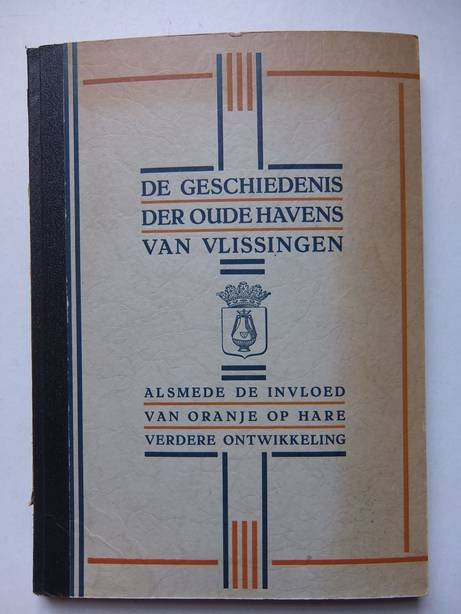 DE GESCHIEDENIS
DER OUDE HAVENS
VAN VLISSINGEN
ALSMEDE DE INVLOED
VAN ORANJE OP HARE
VERDERE ONTWIKKELING